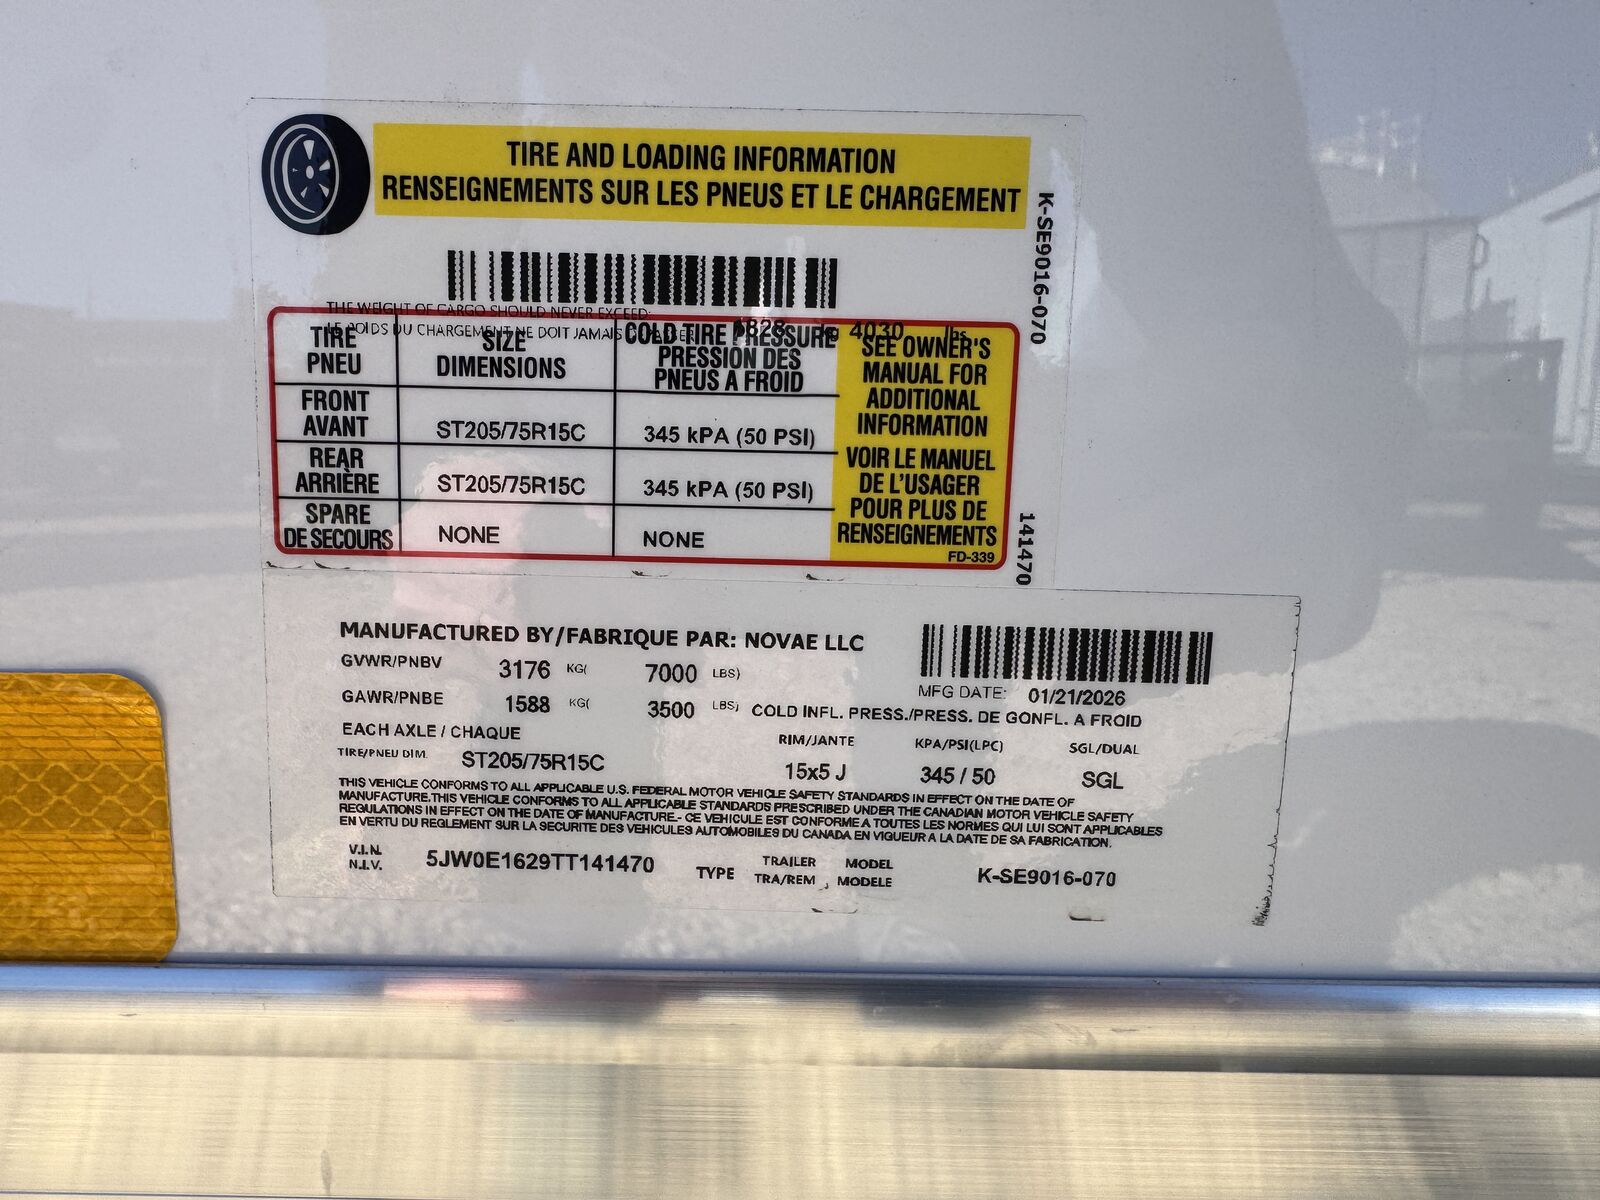 TIRE AND LOADING INFORMATION
RENSEIGNEMENTS SUR LES PNEUS ET LE CHARGEMENT
K-SE9016-070
THE WEIGHT OF CARGO SHOULD NEVER EXCEED:
LE POIDS DU CHARGEMENT NE DOIT JAMAIS 4030 lbs
TIRE
PNEU
SIZE
DIMENSIONS
COLD TIRE PRESSURE
PRESSION DES
PNEUS A FROID
SEE OWNER'S
MANUAL FOR
ADDITIONAL
INFORMATION
VOIR LE MANUEL
DE L'USAGER
POUR PLUS DE
RENSEIGNEMENTS
FD-339
FRONT
AVANT
ST205/75R15C
345 kPA (50 PSI)
REAR
ARRIÈRE
ST205/75R15C
345 kPA (50 PSI)
SPARE
DE SECOURS
NONE
NONE
141470
MANUFACTURED BY/FABRIQUE PAR: NOVAE LLC
GVWR/PNBV 3176 KG( 7000 LBS)
MFG DATE: 01/21/2026
GAWR/PNBE 1588 KG( 3500 LBS)
COLD INFL. PRESS./PRESS. DE GONFL. A FROID
EACH AXLE / CHAQUE
RIM/JANTE KPA/PSI(LPC) SGL/DUAL
TIRE/PNEU DIM. ST205/75R15C 15x5 J 345 / 50 SGL
THIS VEHICLE CONFORMS TO ALL APPLICABLE U.S. FEDERAL MOTOR VEHICLE SAFETY STANDARDS IN EFFECT ON THE DATE OF
MANUFACTURE.THIS VEHICLE CONFORMS TO ALL APPLICABLE STANDARDS PRESCRIBED UNDER THE CANADIAN MOTOR VEHICLE SAFETY
REGULATIONS IN EFFECT ON THE DATE OF MANUFACTURE.- CE VEHICULE EST CONFORME A TOUTES LES NORMES QUI LUI SONT APPLICABLES
EN VERTU DU REGLEMENT SUR LA SECURITE DES VEHICULES AUTOMOBILES DU CANADA EN VIGUEUR A LA DATE DE SA FABRICATION.
V.I.N.
N.I.V.
5JW0E1629TT141470
TYPE
TRAILER
TRA/REM
MODEL
MODELE
K-SE9016-070